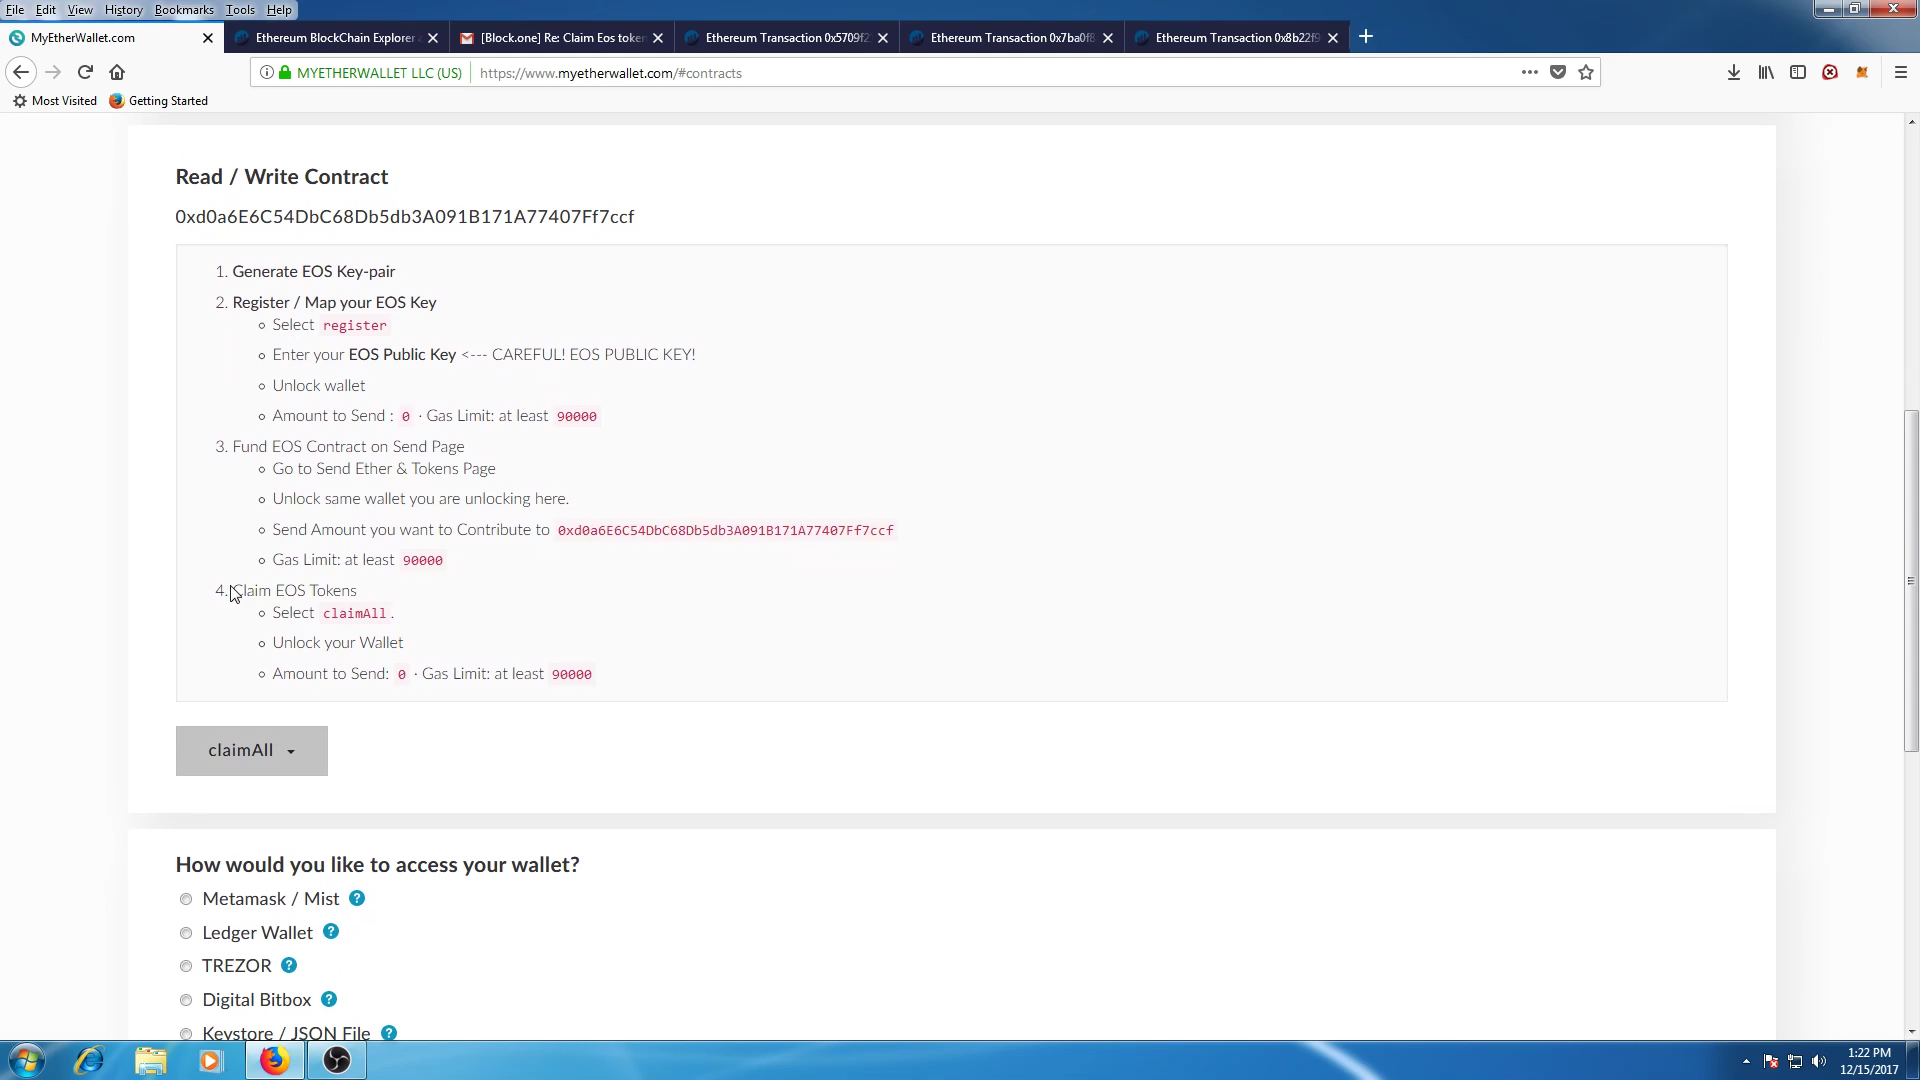 File Edit View History Bookmarks Tools Help
MyEtherWallet.com
Ethereum BlockChain Explorer
[Block.one] Re: Claim Eos token
Ethereum Transaction 0x5709f
Ethereum Transaction 0x7ba0f8
Ethereum Transaction 0x8b22f9
MYETHERWALLET LLC (US) https://www.myetherwallet.com/#contracts
Most Visited Getting Started
Read / Write Contract
0xd0a6E6C54DbC68Db5db3A091B171A77407Ff7ccf
1. Generate EOS Key-pair
2. Register / Map your EOS Key
Select register
Enter your EOS Public Key <--- CAREFUL! EOS PUBLIC KEY!
Unlock wallet
Amount to Send : 0 · Gas Limit: at least 90000
3. Fund EOS Contract on Send Page
Go to Send Ether & Tokens Page
Unlock same wallet you are unlocking here.
Send Amount you want to Contribute to 0xd0a6E6C54DbC68Db5db3A091B171A77407Ff7ccf
Gas Limit: at least 90000
4. Claim EOS Tokens
Select claimAll.
Unlock your Wallet
Amount to Send: 0 · Gas Limit: at least 90000
claimAll
How would you like to access your wallet?
Metamask / Mist ?
Ledger Wallet ?
TREZOR ?
Digital Bitbox ?
Keystore / JSON File ?
1:22 PM
12/15/2017